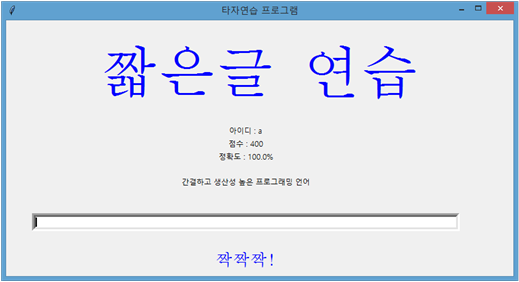 타자연습 프로그램
짧은글 연습
아이디 : a
점수 : 400
정확도 : 100.0%
간결하고 생산성 높은 프로그래밍 언어
짝짝짝!